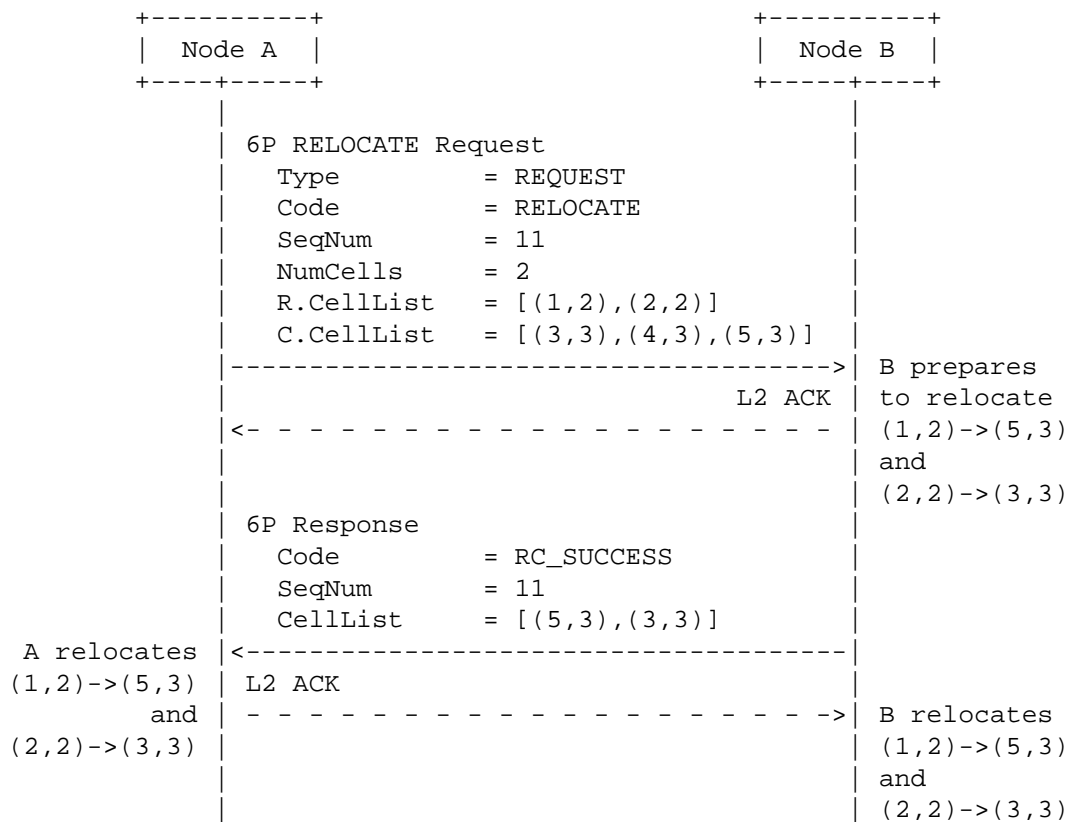 +----------+                           +----------+
|  Node A  |                           |  Node B  |
+----+-----+                           +-----+----+
     |                                       |
     | 6P RELOCATE Request                   |
     |   Type         = REQUEST              |
     |   Code         = RELOCATE             |
     |   SeqNum       = 11                   |
     |   NumCells     = 2                    |
     |   R.CellList   = [(1,2),(2,2)]        |
     |   C.CellList   = [(3,3),(4,3),(5,3)]  |
     |-------------------------------------->| B prepares
     |                                L2 ACK | to relocate
     |<- - - - - - - - - - - - - - - - - - - | (1,2)->(5,3)
     |                                       | and
     |                                       | (2,2)->(3,3)
     | 6P Response                           |
     |   Code         = RC_SUCCESS           |
     |   SeqNum       = 11                   |
     |   CellList     = [(5,3),(3,3)]        |
A relocates |<---------------------------------------|
(1,2)->(5,3) | L2 ACK                                |
and | - - - - - - - - - - - - - - - - - - ->| B relocates
(2,2)->(3,3) |                                       | (1,2)->(5,3)
     |                                       | and
     |                                       | (2,2)->(3,3)